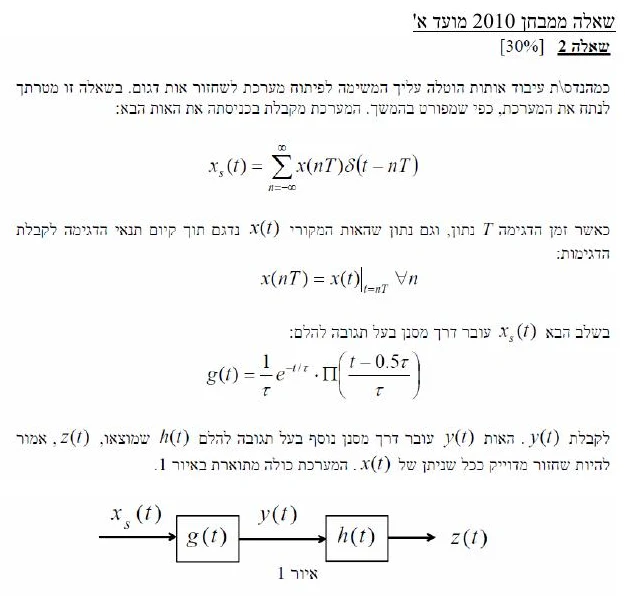 שאלה ממבחן 2010 מועד א'
שאלה 2 [30%]
כמהנדס\ת עיבוד אותות הוטלה עליך המשימה לפיתוח מערכת לשחזור אות דגום. בשאלה זו מטרתך
לנתח את המערכת, כפי שמפורט בהמשך. המערכת מקבלת בכניסתה את האות הבא:
x_s(t) = ∑_{n=-∞}^{∞} x(nT)δ(t − nT)
כאשר זמן הדגימה T נתון, וגם נתון שהאות המקורי x(t) נדגם תוך קיום תנאי הדגימה לקבלת
הדגימות:
x(nT) = x(t)|_{t=nT} ∀n
בשלב הבא x_s(t) עובר דרך מסנן בעל תגובה להלם:
g(t) = \frac{1}{τ} e^{-t/τ} · Π(\frac{t − 0.5τ}{τ})
לקבלת y(t). האות y(t) עובר דרך מסנן נוסף בעל תגובה להלם h(t) שמוצאו, z(t), אמור
להיות שחזור מדוייק ככל שניתן של x(t). המערכת כולה מתוארת באיור 1.
x_s(t) g(t) y(t) h(t) z(t)
איור 1